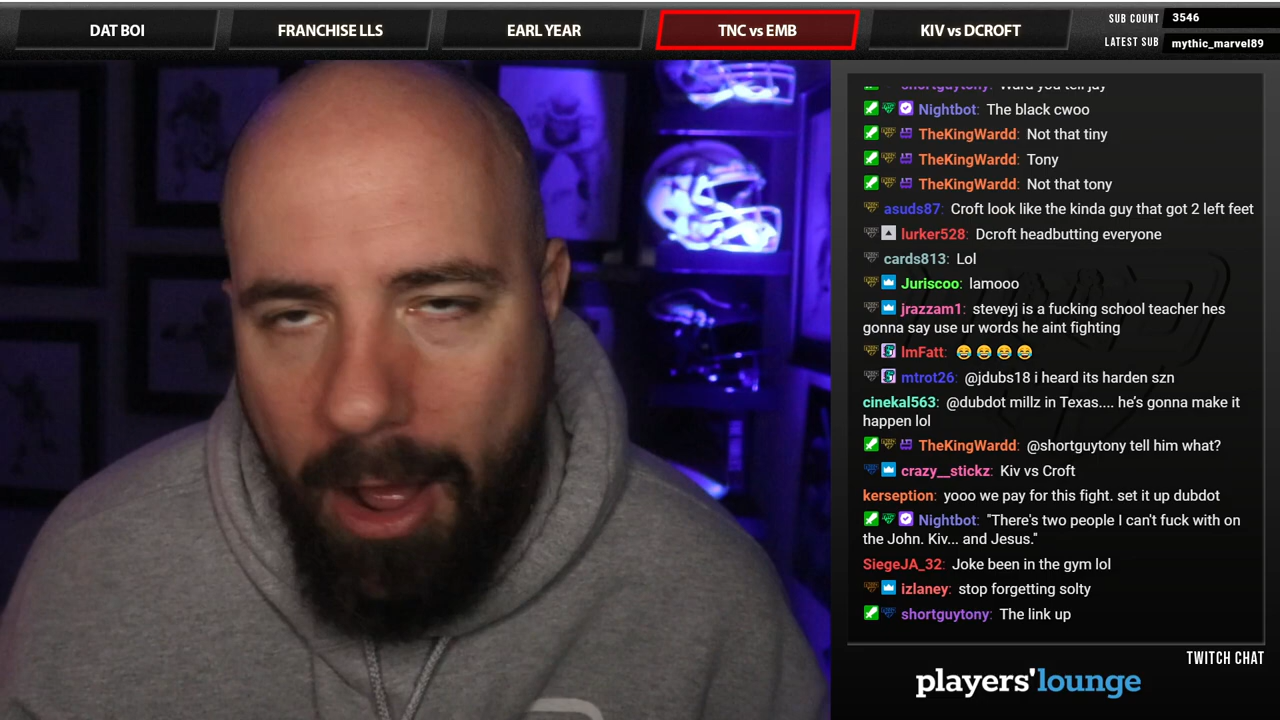 DAT BOI
FRANCHISE LLS
EARL YEAR
TNC vs EMB
KIV vs DCROFT
SUB COUNT 3546
LATEST SUB mythic_marvel89
shortguytony: Ward you tell jay
Nightbot: The black cwoo
TheKingWardd: Not that tiny
TheKingWardd: Tony
TheKingWardd: Not that tony
asuds87: Croft look like the kinda guy that got 2 left feet
lurker528: Dcroft headbutting everyone
cards813: Lol
Juriscoo: lamooo
jrazzam1: steveyj is a fucking school teacher hes
gonna say use ur words he aint fighting
ImFatt: 😂 😂 😂 😂
mtrot26: @jdubs18 i heard its harden szn
cinekal563: @dubdot millz in Texas.... he's gonna make it
happen lol
TheKingWardd: @shortguytony tell him what?
crazy__stickz: Kiv vs Croft
kerseption: yooo we pay for this fight. set it up dubdot
Nightbot: "There's two people I can't fuck with on
the John. Kiv... and Jesus."
SiegeJA_32: Joke been in the gym lol
izlaney: stop forgetting solty
shortguytony: The link up
TWITCH CHAT
players'lounge